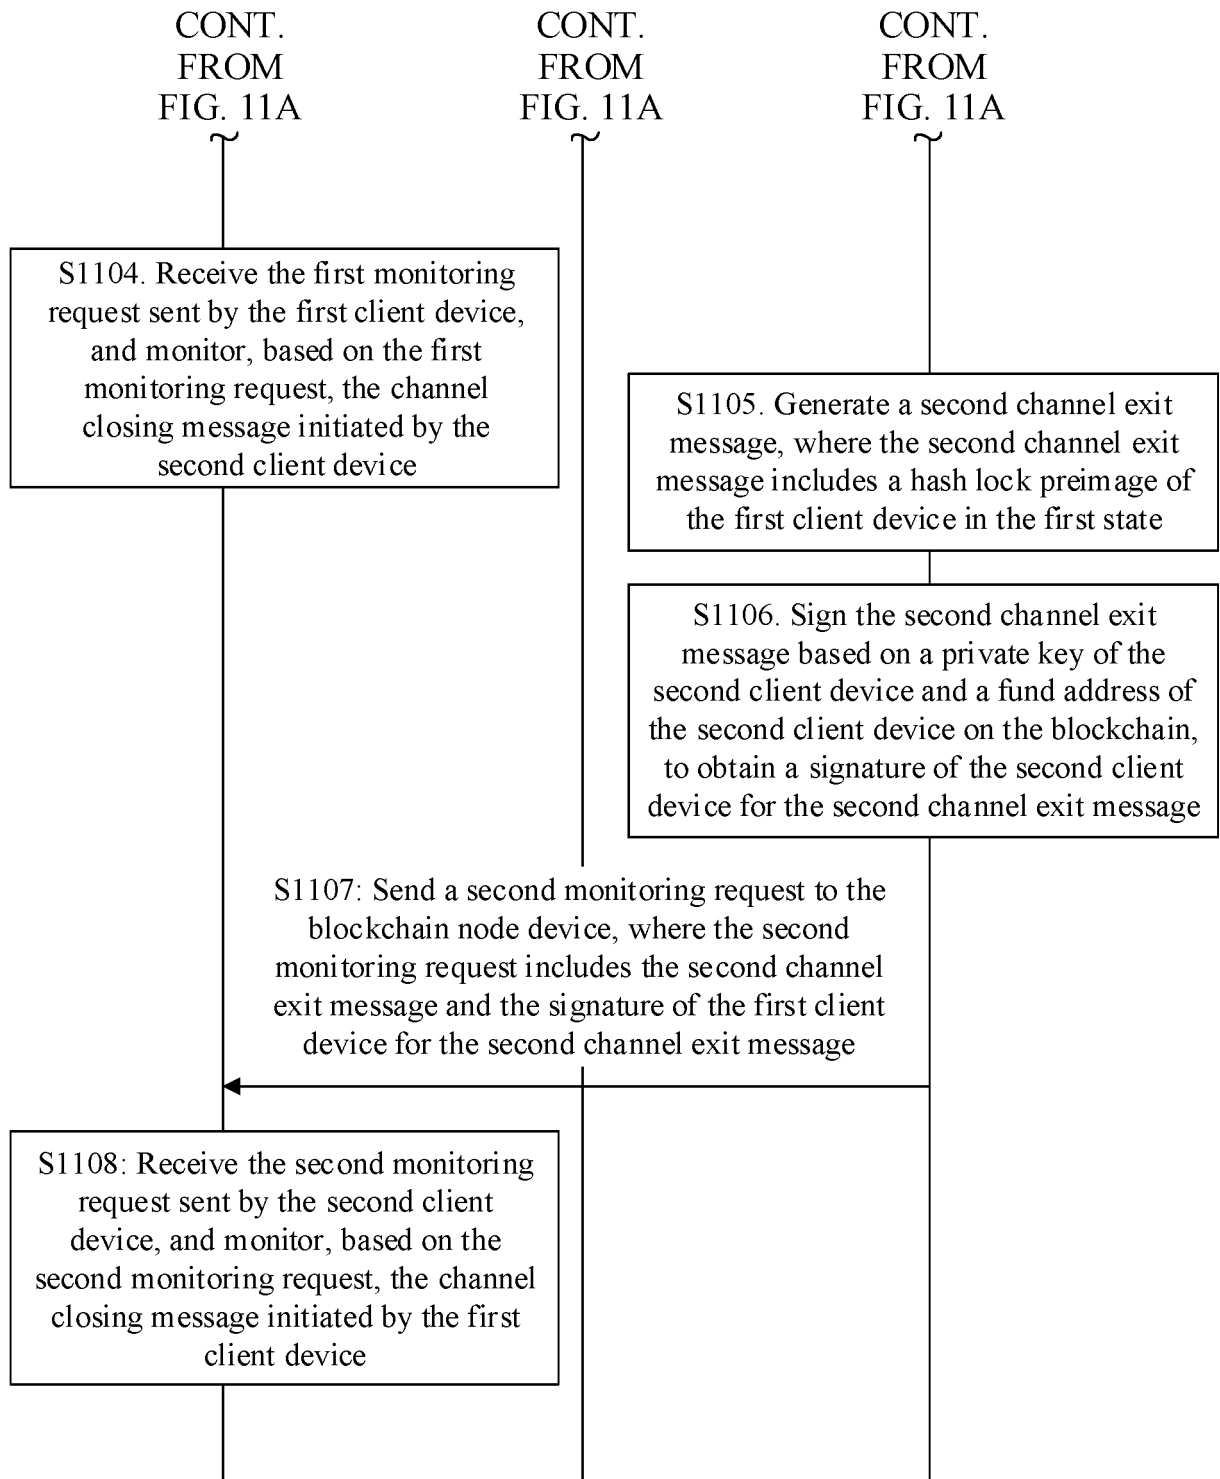 CONT.
FROM
FIG. 11A
CONT.
FROM
FIG. 11A
CONT.
FROM
FIG. 11A
S1104. Receive the first monitoring
request sent by the first client device,
and monitor, based on the first
monitoring request, the channel
closing message initiated by the
second client device
S1105. Generate a second channel exit
message, where the second channel exit
message includes a hash lock preimage of
the first client device in the first state
S1106. Sign the second channel exit
message based on a private key of the
second client device and a fund address of
the second client device on the blockchain,
to obtain a signature of the second client
device for the second channel exit message
S1107: Send a second monitoring request to the
blockchain node device, where the second
monitoring request includes the second channel
exit message and the signature of the first client
device for the second channel exit message
S1108: Receive the second monitoring
request sent by the second client
device, and monitor, based on the
second monitoring request, the channel
closing message initiated by the first
client device